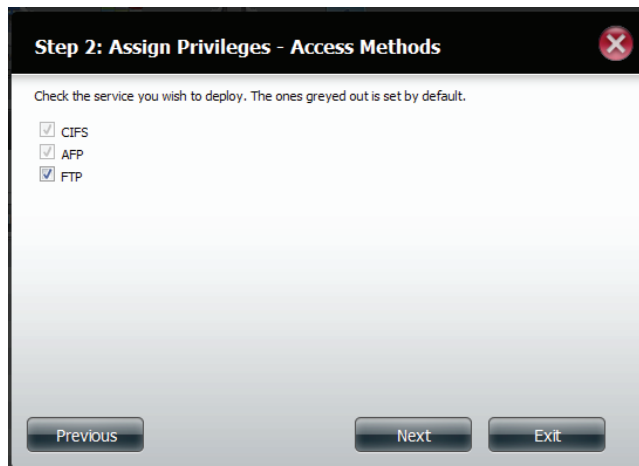 Step 2: Assign Privileges - Access Methods
Check the service you wish to deploy. The ones greyed out is set by default.
CIFS
AFP
FTP
Previous
Next
Exit